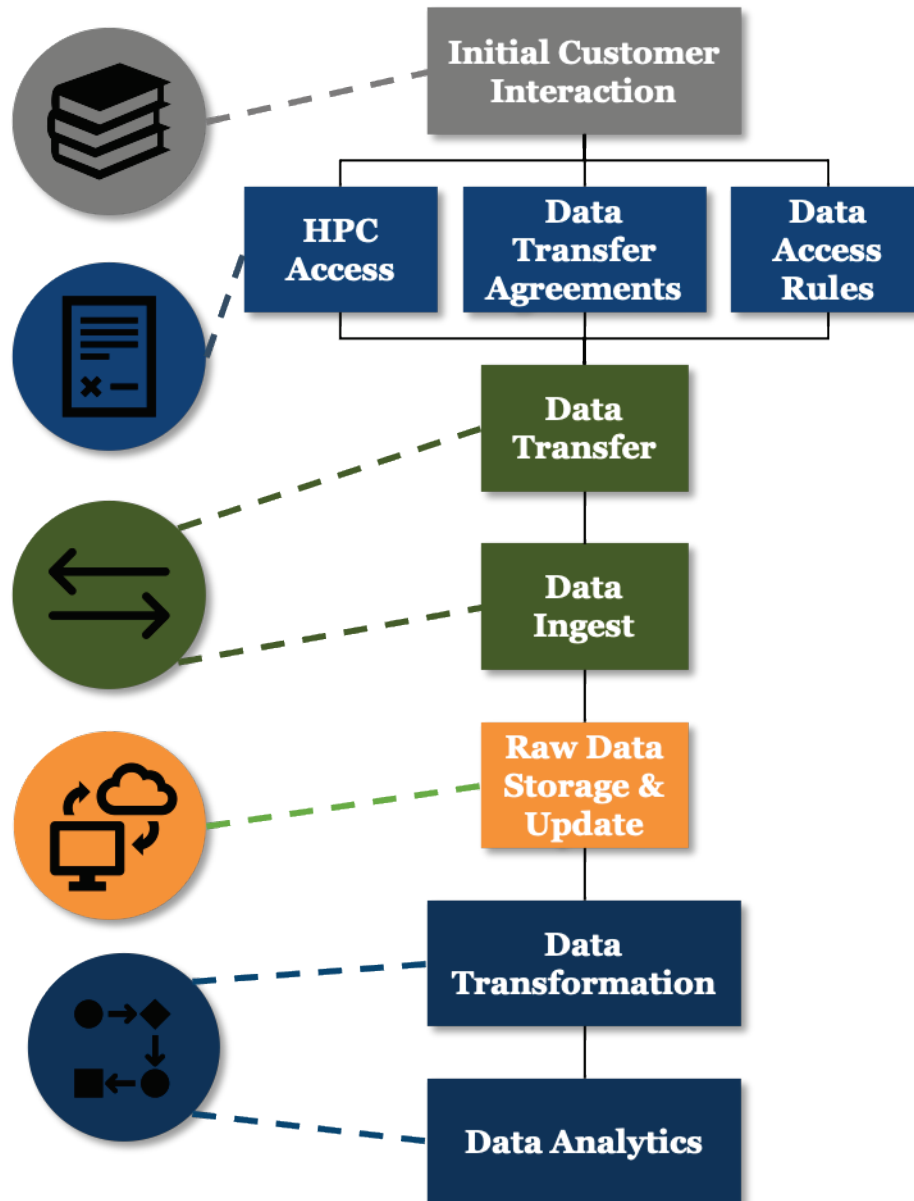 Initial Customer
Interaction
HPC
Access
Data
Transfer
Agreements
Data
Access
Rules
Data
Transfer
Data
Ingest
Raw Data
Storage &
Update
Data
Transformation
Data Analytics